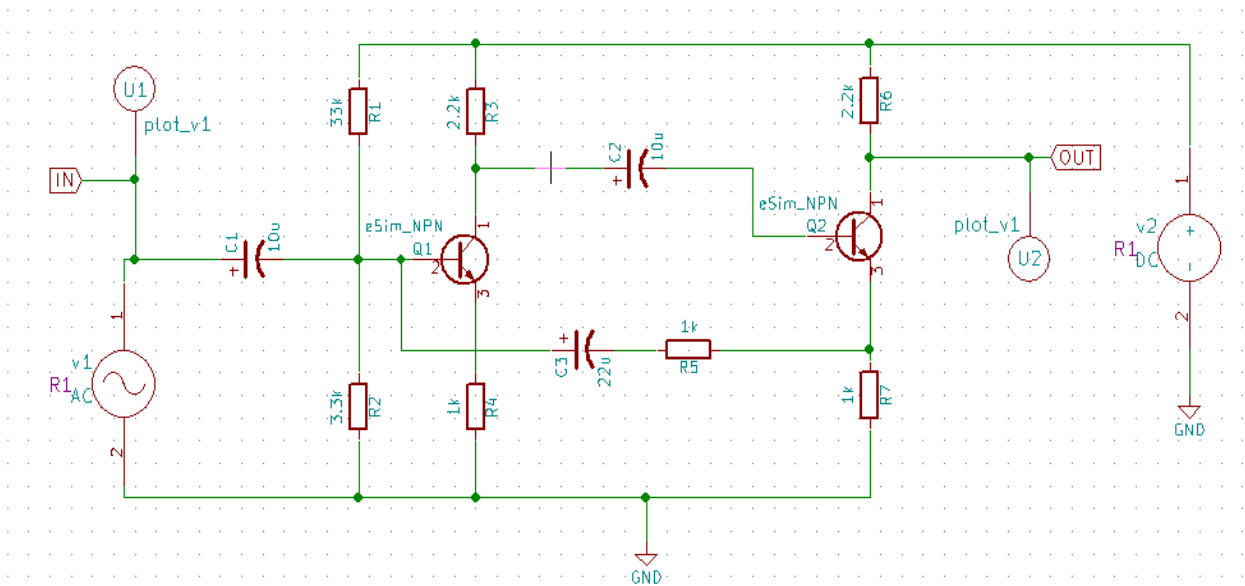 U1
plot_v1
IN
33k
R1
2.2k
R3
C2
10u
2.2k
R6
OUT
eSim_NPN
Q1
1
2
3
eSim_NPN
Q2
1
2
3
plot_v1
U2
1
v2
R1
DC
+
-
2
GND
C1
10u
+
+
1
v1
R1
AC
2
+
C3
22u
1k
R5
3.3k
R2
1k
R4
1k
R7
GND